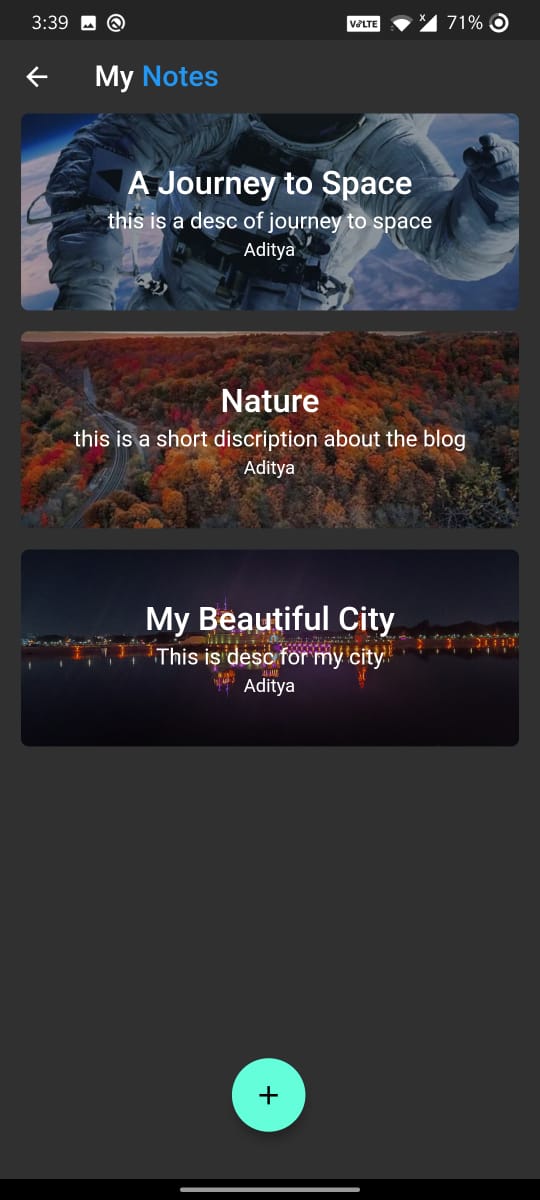 3:39 VoLTE x 71%
My Notes
A Journey to Space
this is a desc of journey to space
Aditya
Nature
this is a short discription about the blog
Aditya
My Beautiful City
This is desc for my city
Aditya
+